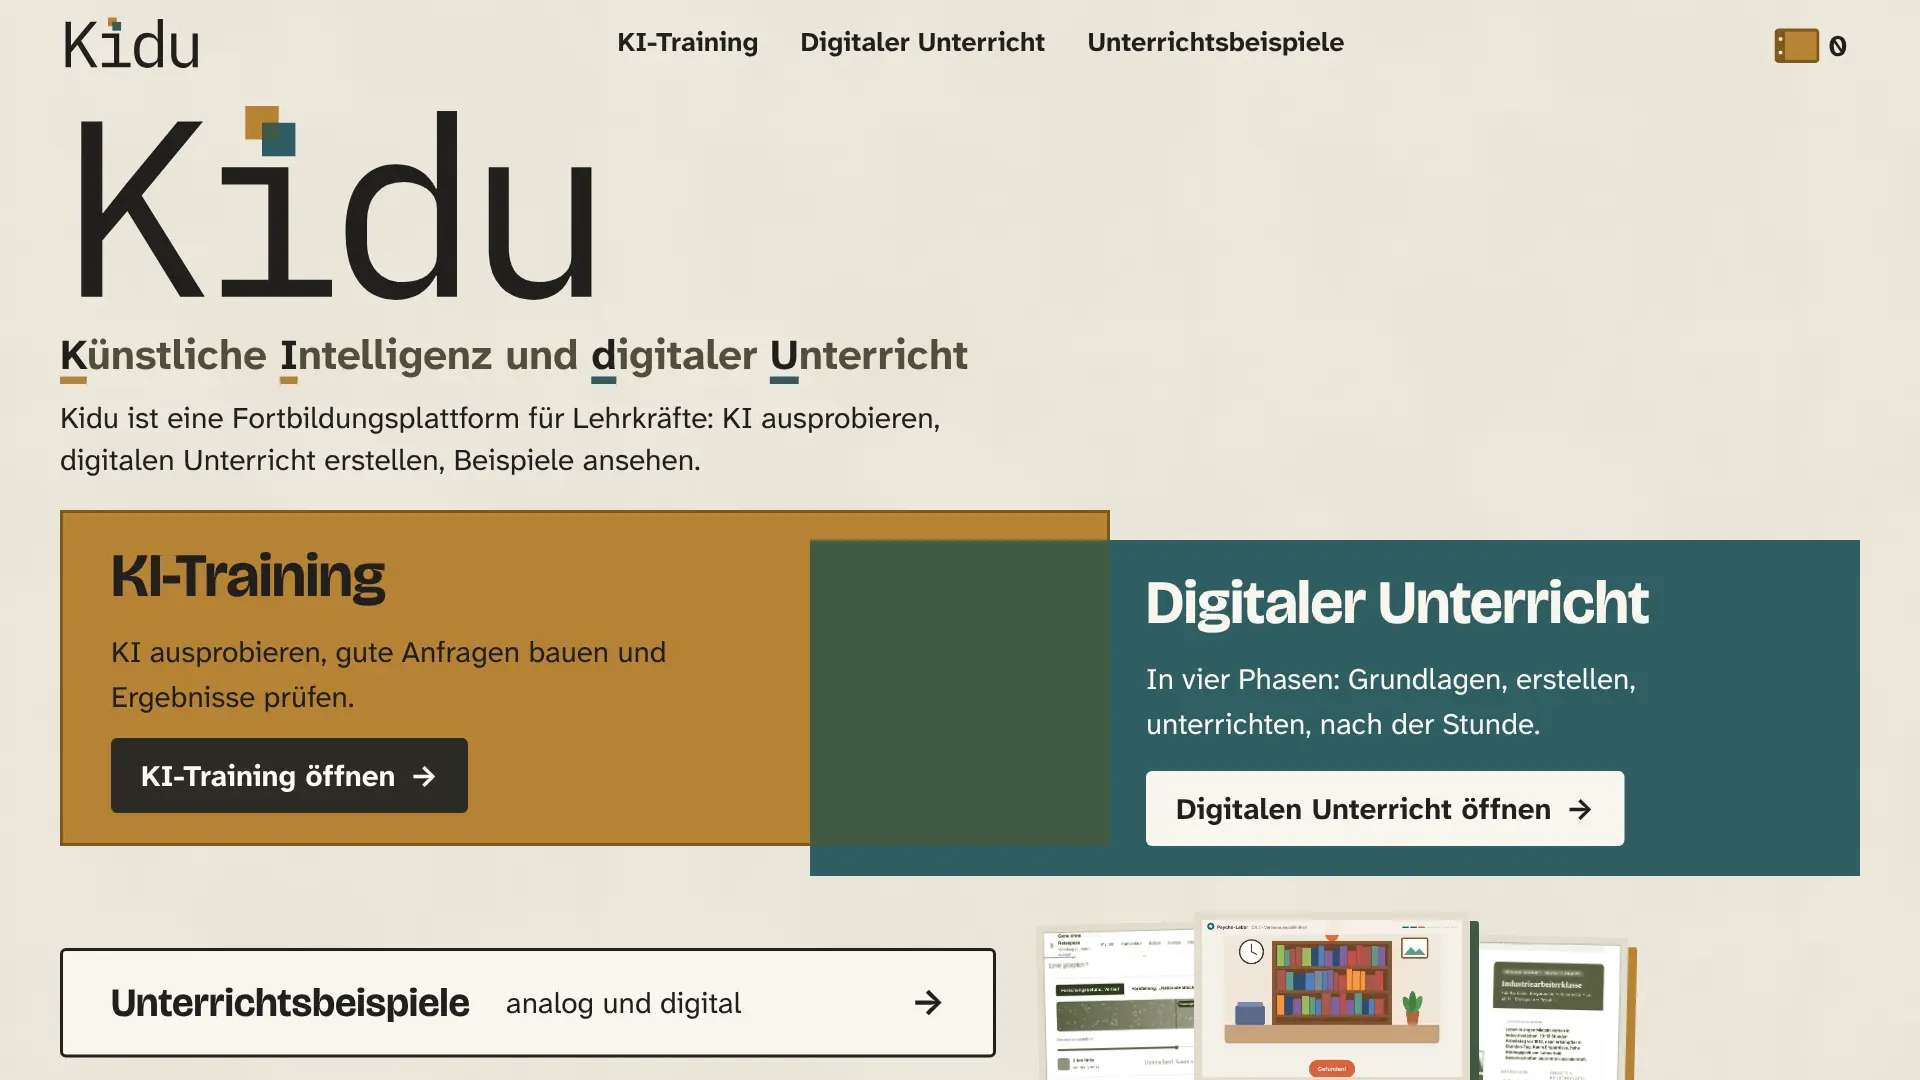 Kidu
KI-Training
Digitaler Unterricht
Unterrichtsbeispiele
0
Kidu
Künstliche Intelligenz und digitaler Unterricht
Kidu ist eine Fortbildungsplattform für Lehrkräfte: KI ausprobieren,
digitalen Unterricht erstellen, Beispiele ansehen.
KI-Training
KI ausprobieren, gute Anfragen bauen und
Ergebnisse prüfen.
KI-Training öffnen →
Digitaler Unterricht
In vier Phasen: Grundlagen, erstellen,
unterrichten, nach der Stunde.
Digitalen Unterricht öffnen →
Unterrichtsbeispiele analog und digital →
Psycho-Labor
Gefunden!
Industriearbeiterklasse